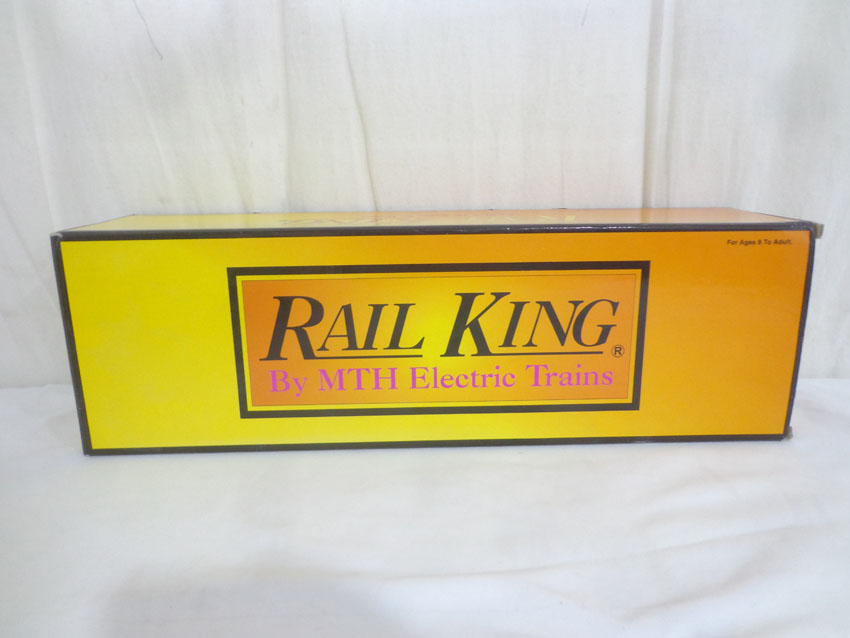 For Ages 8 To Adult.
RAIL KING ®
By MTH Electric Trains